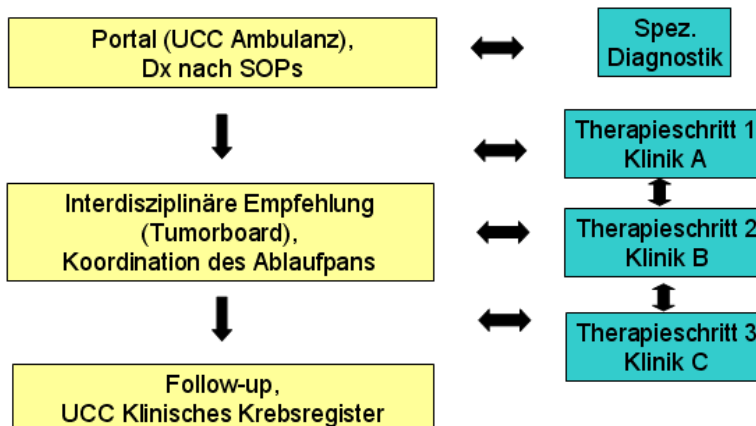 Portal (UCC Ambulanz),
Dx nach SOPs
Spez.
Diagnostik
Therapieschritt 1
Klinik A
Interdisziplinäre Empfehlung
(Tumorboard),
Koordination des Ablaufpans
Therapieschritt 2
Klinik B
Therapieschritt 3
Klinik C
Follow-up,
UCC Klinisches Krebsregister